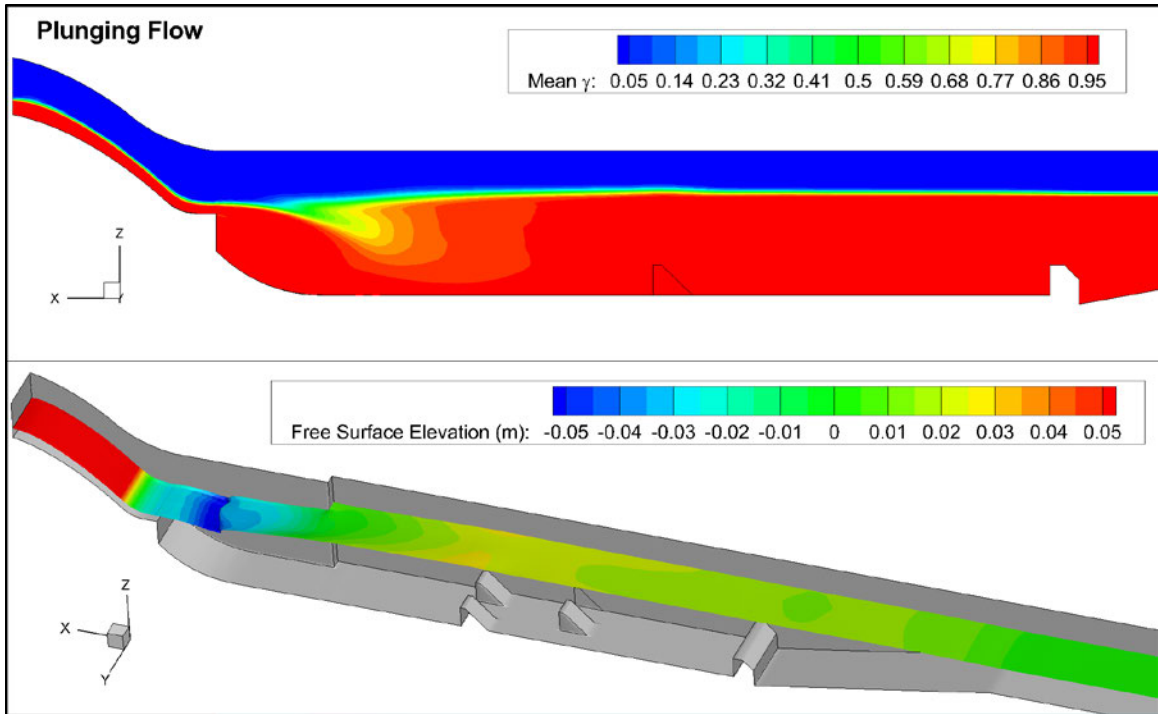 Plunging Flow
Mean γ: 0.05 0.14 0.23 0.32 0.41 0.5 0.59 0.68 0.77 0.86 0.95
Z
X
Y
Free Surface Elevation (m): -0.05 -0.04 -0.03 -0.02 -0.01 0 0.01 0.02 0.03 0.04 0.05
Z
X
Y